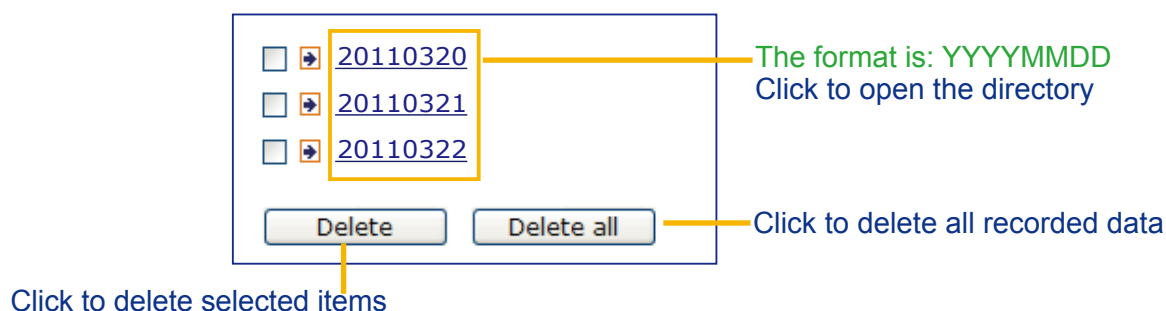 20110320
The format is: YYYYMMDD
Click to open the directory
20110321
20110322
Delete
Delete all
Click to delete all recorded data
Click to delete selected items